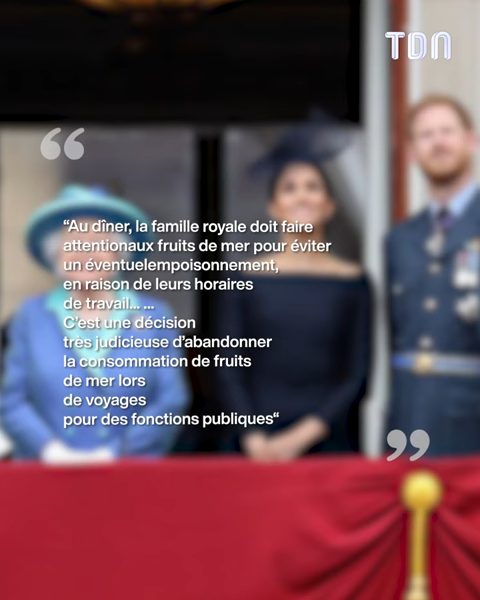 TDN
“
“Au dîner, la famille royale doit faire
attentionaux fruits de mer pour éviter
un éventuelempoisonnement,
en raison de leurs horaires
de travail... ...
C’est une décision
très judicieuse d’abandonner
la consommation de fruits
de mer lors
de voyages
pour des fonctions publiques“
”